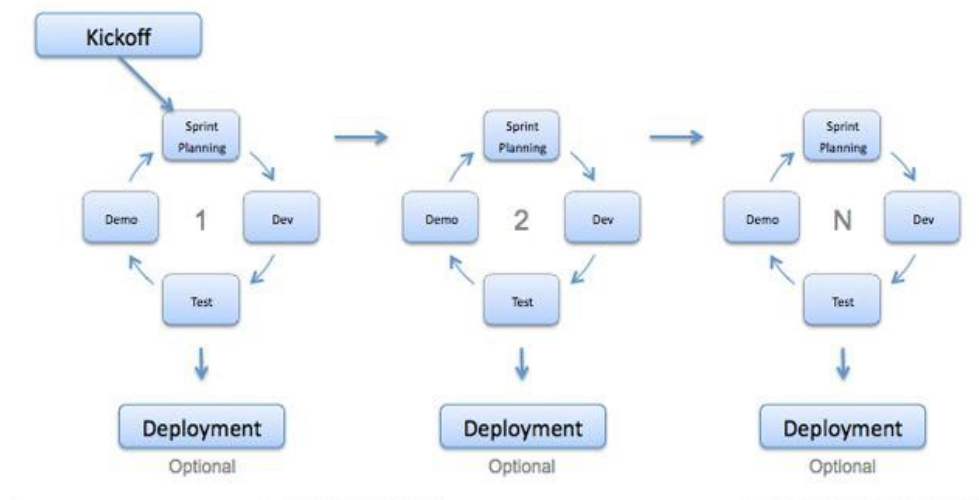 Kickoff
Sprint
Planning
Demo
1
Dev
Test
Deployment
Optional
Sprint
Planning
Demo
2
Dev
Test
Deployment
Optional
Sprint
Planning
Demo
N
Dev
Test
Deployment
Optional